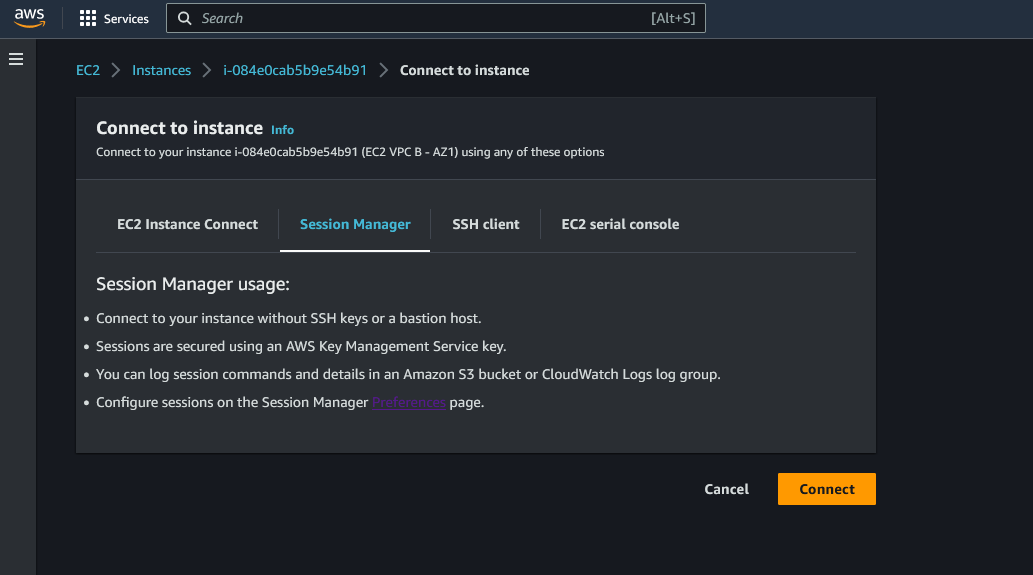 aws
Services
Search [Alt+S]
EC2 > Instances > i-084e0cab5b9e54b91 > Connect to instance
Connect to instance Info
Connect to your instance i-084e0cab5b9e54b91 (EC2 VPC B - AZ1) using any of these options
EC2 Instance Connect
Session Manager
SSH client
EC2 serial console
Session Manager usage:
• Connect to your instance without SSH keys or a bastion host.
• Sessions are secured using an AWS Key Management Service key.
• You can log session commands and details in an Amazon S3 bucket or CloudWatch Logs log group.
• Configure sessions on the Session Manager Preferences page.
Cancel
Connect